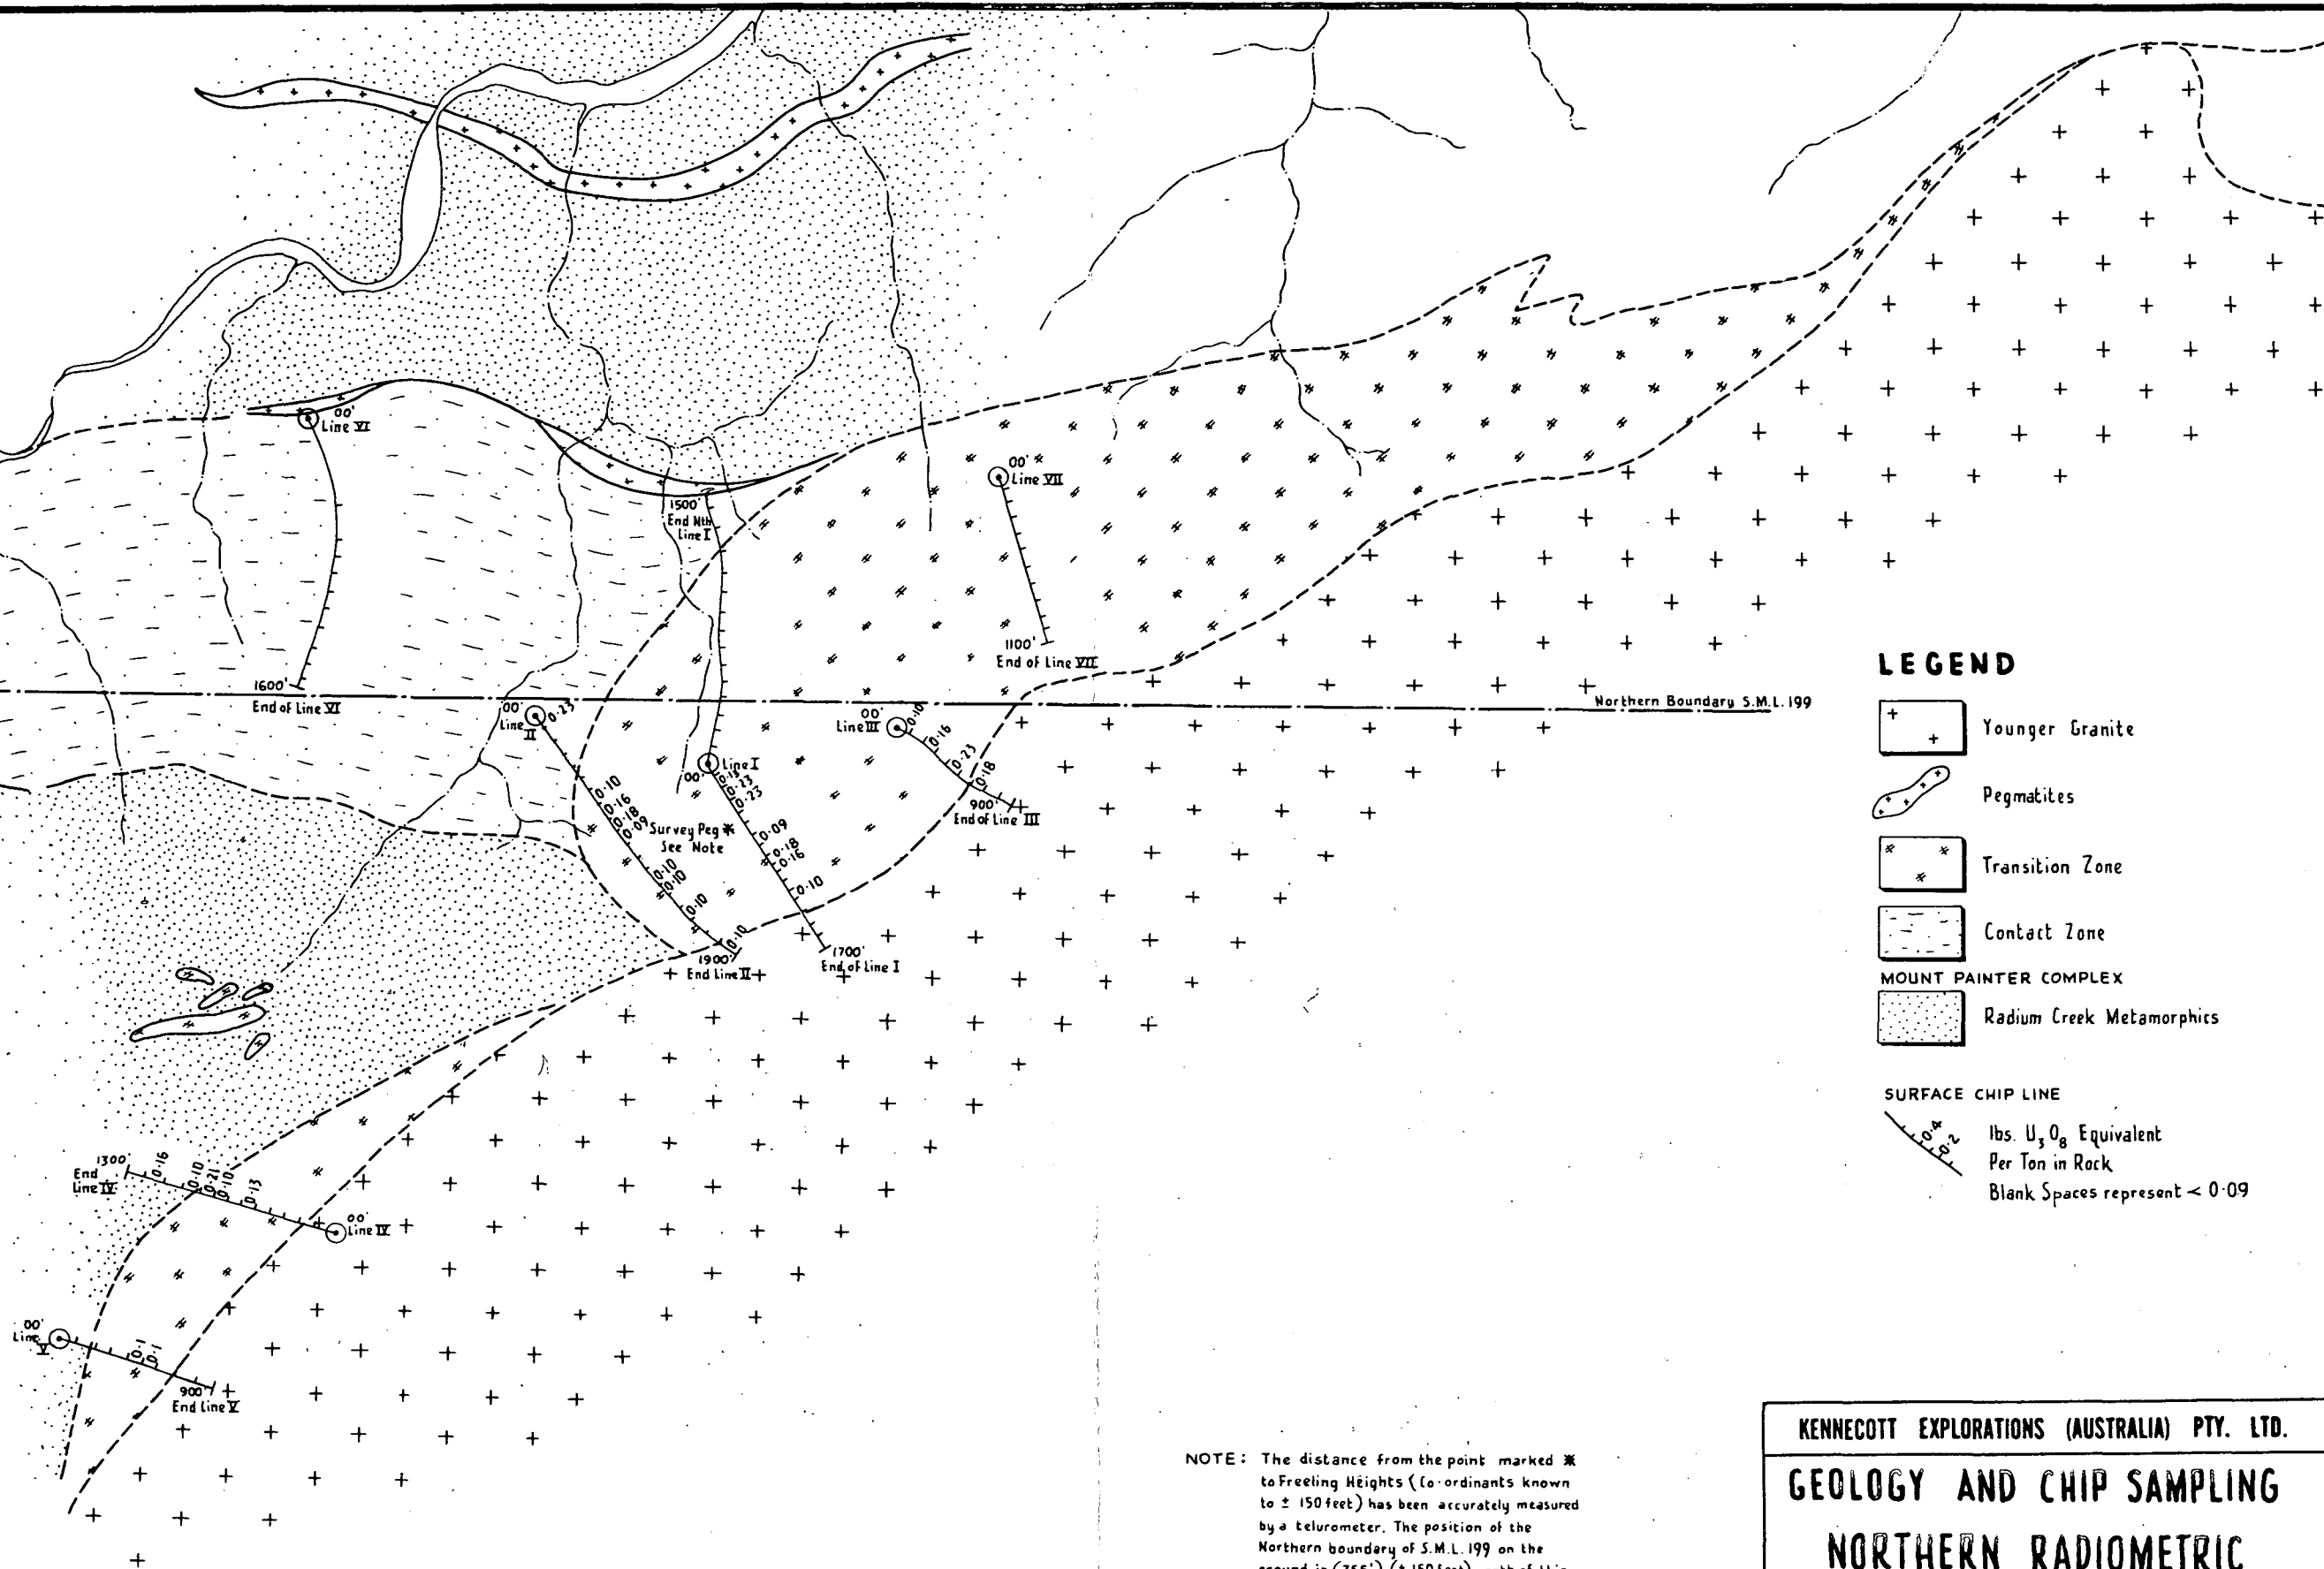 00'
Line VI
00'
Line VII
1500'
End Nth
Line I
1100'
End of Line VII
1600'
End of Line VI
Northern Boundary S.M.L. 199
00'
Line
II
0·23
00'
Line III
0·10
0·16
0·23
0·18
900'
End of Line III
Line I
00'
0·23
0·23
0·09
0·18
0·16
0·10
1700'
End of Line I
0·10
0·16
0·18
0·09
Survey Peg *
See Note
0·10
0·10
0·10
0·10
1900'
End Line II
1300'
End
Line IV
0·16
0·10
0·21
0·10
0·13
00'
Line IV
00'
Line
V
0·1
0·1
900'
End Line V
LEGEND
Younger Granite
Pegmatites
Transition Zone
Contact Zone
MOUNT PAINTER COMPLEX
Radium Creek Metamorphics
SURFACE CHIP LINE
0·4
0·2
lbs. U3O8 Equivalent
Per Ton in Rock
Blank Spaces represent < 0·09
NOTE: The distance from the point marked *
to Freeling Heights (Co-ordinants known
to ± 150 feet) has been accurately measured
by a telurometer. The position of the
Northern boundary of S.M.L. 199 on the
KENNECOTT EXPLORATIONS (AUSTRALIA) PTY. LTD.
GEOLOGY AND CHIP SAMPLING
NORTHERN RADIOMETRIC